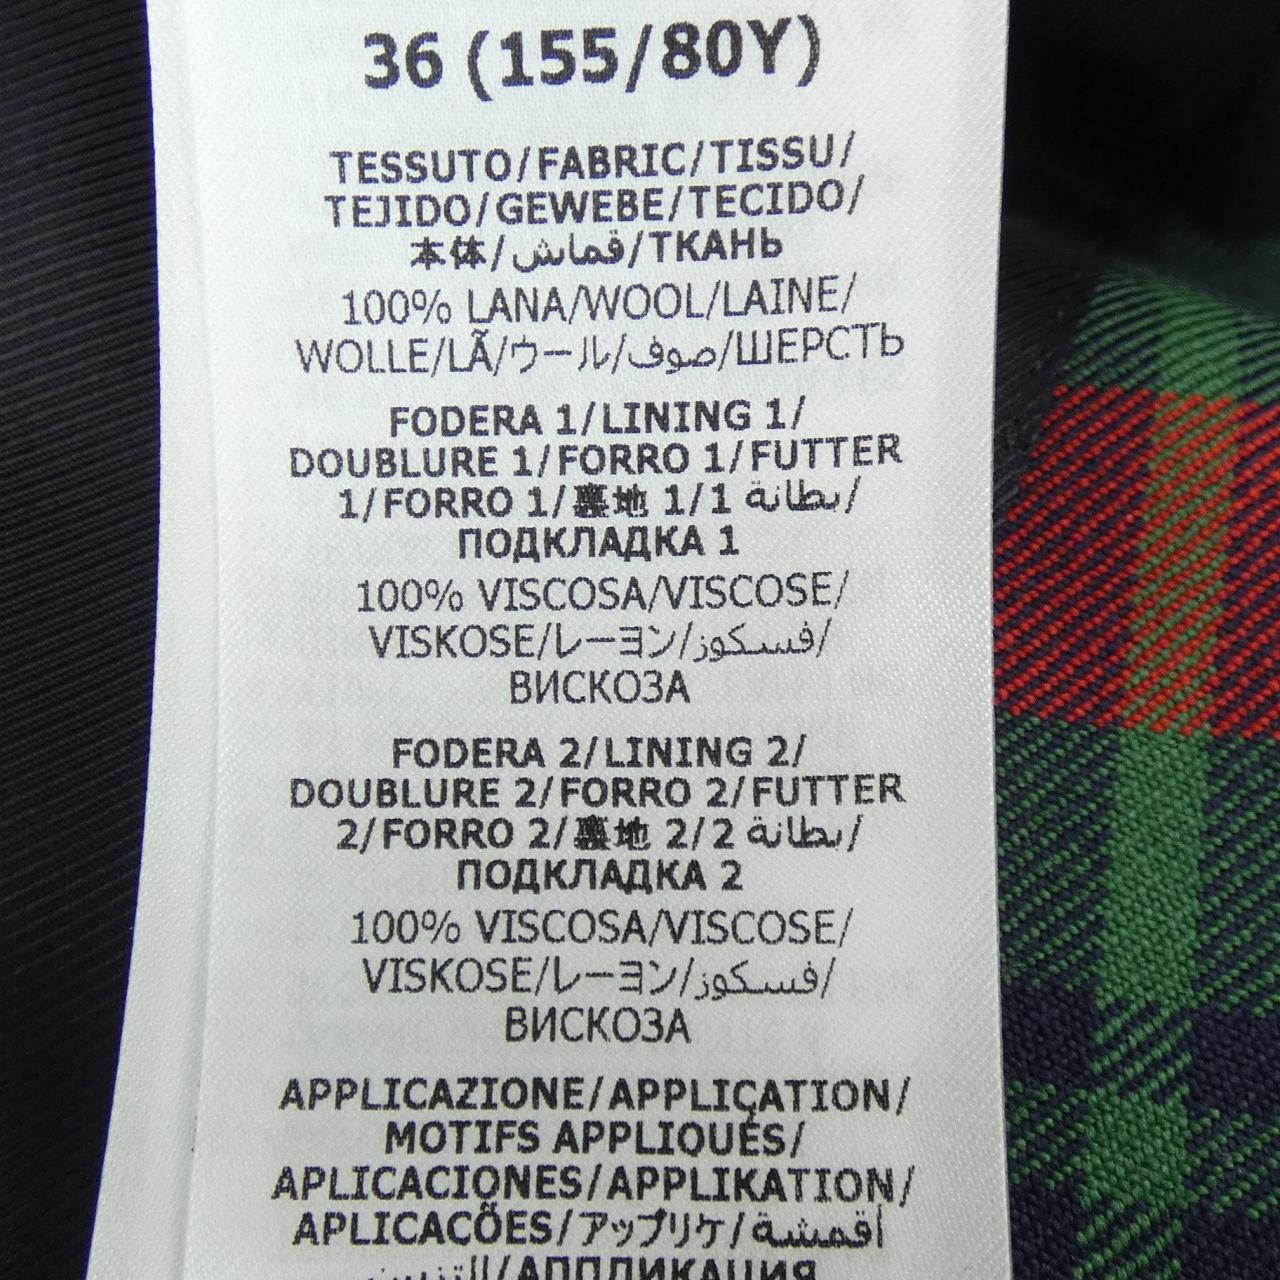 36 (155/80Y)
TESSUTO/FABRIC/TISSU/
TEJIDO/GEWEBE/TECIDO/
本体/قماش/ТКАНЬ
100% LANA/WOOL/LAINE/
WOLLE/LÃ/ウール/صوف/ШЕРСТЬ
FODERA 1/LINING 1/
DOUBLURE 1/FORRO 1/FUTTER
1/FORRO 1/裏地 1/1 بطانة/
ПОДКЛАДКА 1
100% VISCOSA/VISCOSE/
VISKOSE/レーヨン/فسكوز/
ВИСКОЗА
FODERA 2/LINING 2/
DOUBLURE 2/FORRO 2/FUTTER
2/FORRO 2/裏地 2/2 بطانة/
ПОДКЛАДКА 2
100% VISCOSA/VISCOSE/
VISKOSE/レーヨン/فسكوز/
ВИСКОЗА
APPLICAZIONE/APPLICATION/
MOTIFS APPLIQUÉS/
APLICACIONES/APPLIKATION/
APLICACÕES/アップリケ/أقمشة
التزيين/АППЛИКАЦИЯ